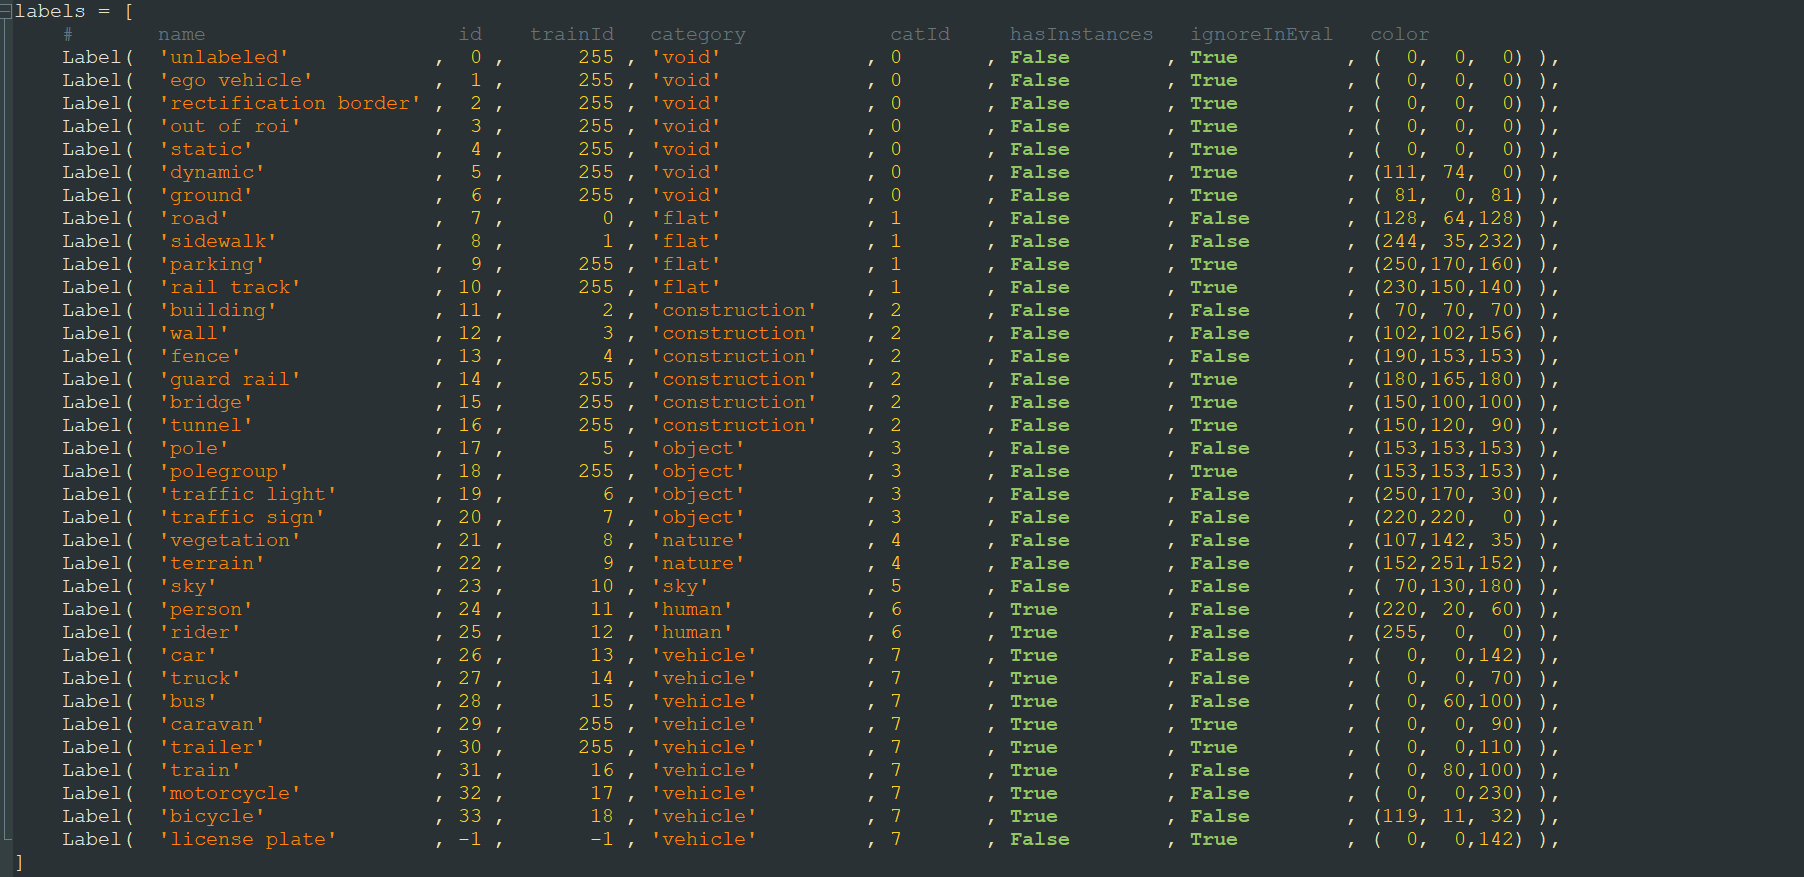 labels = [
    #       name                     id    trainId   category            catId     hasInstances   ignoreInEval   color
    Label(  'unlabeled'            ,  0 ,      255 , 'void'            , 0       , False        , True         , (  0,  0,  0) ),
    Label(  'ego vehicle'          ,  1 ,      255 , 'void'            , 0       , False        , True         , (  0,  0,  0) ),
    Label(  'rectification border' ,  2 ,      255 , 'void'            , 0       , False        , True         , (  0,  0,  0) ),
    Label(  'out of roi'           ,  3 ,      255 , 'void'            , 0       , False        , True         , (  0,  0,  0) ),
    Label(  'static'               ,  4 ,      255 , 'void'            , 0       , False        , True         , (  0,  0,  0) ),
    Label(  'dynamic'              ,  5 ,      255 , 'void'            , 0       , False        , True         , (111, 74,  0) ),
    Label(  'ground'               ,  6 ,      255 , 'void'            , 0       , False        , True         , ( 81,  0, 81) ),
    Label(  'road'                 ,  7 ,        0 , 'flat'            , 1       , False        , False        , (128, 64,128) ),
    Label(  'sidewalk'             ,  8 ,        1 , 'flat'            , 1       , False        , False        , (244, 35,232) ),
    Label(  'parking'              ,  9 ,      255 , 'flat'            , 1       , False        , True         , (250,170,160) ),
    Label(  'rail track'           , 10 ,      255 , 'flat'            , 1       , False        , True         , (230,150,140) ),
    Label(  'building'             , 11 ,        2 , 'construction'    , 2       , False        , False        , ( 70, 70, 70) ),
    Label(  'wall'                 , 12 ,        3 , 'construction'    , 2       , False        , False        , (102,102,156) ),
    Label(  'fence'                , 13 ,        4 , 'construction'    , 2       , False        , False        , (190,153,153) ),
    Label(  'guard rail'           , 14 ,      255 , 'construction'    , 2       , False        , True         , (180,165,180) ),
    Label(  'bridge'               , 15 ,      255 , 'construction'    , 2       , False        , True         , (150,100,100) ),
    Label(  'tunnel'               , 16 ,      255 , 'construction'    , 2       , False        , True         , (150,120, 90) ),
    Label(  'pole'                 , 17 ,        5 , 'object'          , 3       , False        , False        , (153,153,153) ),
    Label(  'polegroup'            , 18 ,      255 , 'object'          , 3       , False        , True         , (153,153,153) ),
    Label(  'traffic light'        , 19 ,        6 , 'object'          , 3       , False        , False        , (250,170, 30) ),
    Label(  'traffic sign'         , 20 ,        7 , 'object'          , 3       , False        , False        , (220,220,  0) ),
    Label(  'vegetation'           , 21 ,        8 , 'nature'          , 4       , False        , False        , (107,142, 35) ),
    Label(  'terrain'              , 22 ,        9 , 'nature'          , 4       , False        , False        , (152,251,152) ),
    Label(  'sky'                  , 23 ,       10 , 'sky'             , 5       , False        , False        , ( 70,130,180) ),
    Label(  'person'               , 24 ,       11 , 'human'           , 6       , True         , False        , (220, 20, 60) ),
    Label(  'rider'                , 25 ,       12 , 'human'           , 6       , True         , False        , (255,  0,  0) ),
    Label(  'car'                  , 26 ,       13 , 'vehicle'         , 7       , True         , False        , (  0,  0,142) ),
    Label(  'truck'                , 27 ,       14 , 'vehicle'         , 7       , True         , False        , (  0,  0, 70) ),
    Label(  'bus'                  , 28 ,       15 , 'vehicle'         , 7       , True         , False        , (  0, 60,100) ),
    Label(  'caravan'              , 29 ,      255 , 'vehicle'         , 7       , True         , True         , (  0,  0, 90) ),
    Label(  'trailer'              , 30 ,      255 , 'vehicle'         , 7       , True         , True         , (  0,  0,110) ),
    Label(  'train'                , 31 ,       16 , 'vehicle'         , 7       , True         , False        , (  0, 80,100) ),
    Label(  'motorcycle'           , 32 ,       17 , 'vehicle'         , 7       , True         , False        , (  0,  0,230) ),
    Label(  'bicycle'              , 33 ,       18 , 'vehicle'         , 7       , True         , False        , (119, 11, 32) ),
    Label(  'license plate'        , -1 ,       -1 , 'vehicle'         , 7       , False        , True         , (  0,  0,142) ),
]